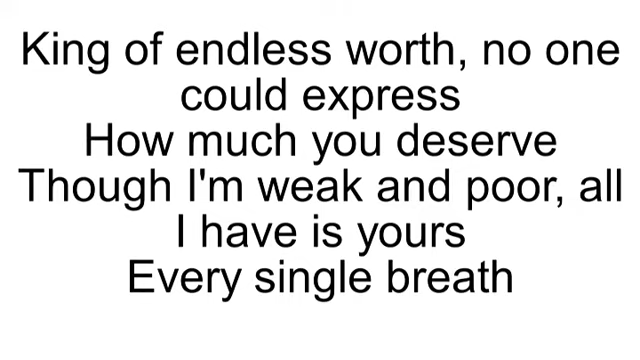 King of endless worth, no one
could express
How much you deserve
Though I'm weak and poor, all
I have is yours
Every single breath